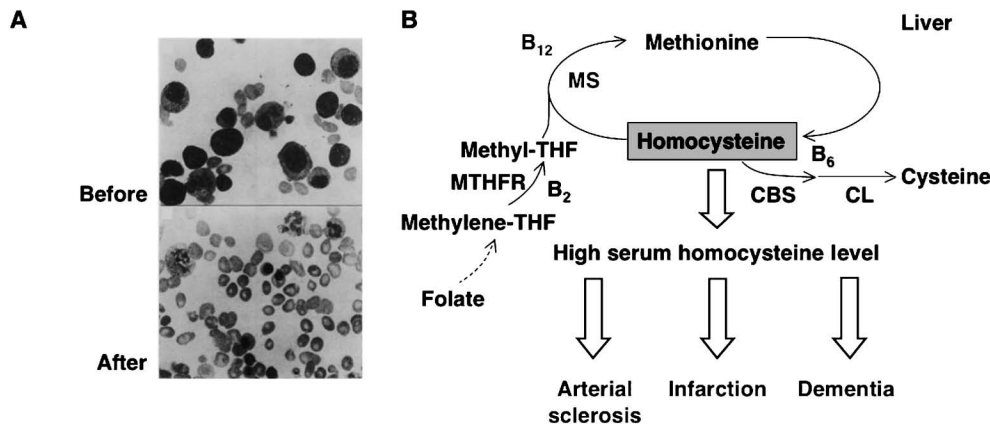 A
Before
After
B
Liver
B12
Methionine
MS
Homocysteine
Methyl-THF
B6
MTHFR
B2
CBS
CL
Cysteine
Methylene-THF
High serum homocysteine level
Folate
Arterial
sclerosis
Infarction
Dementia